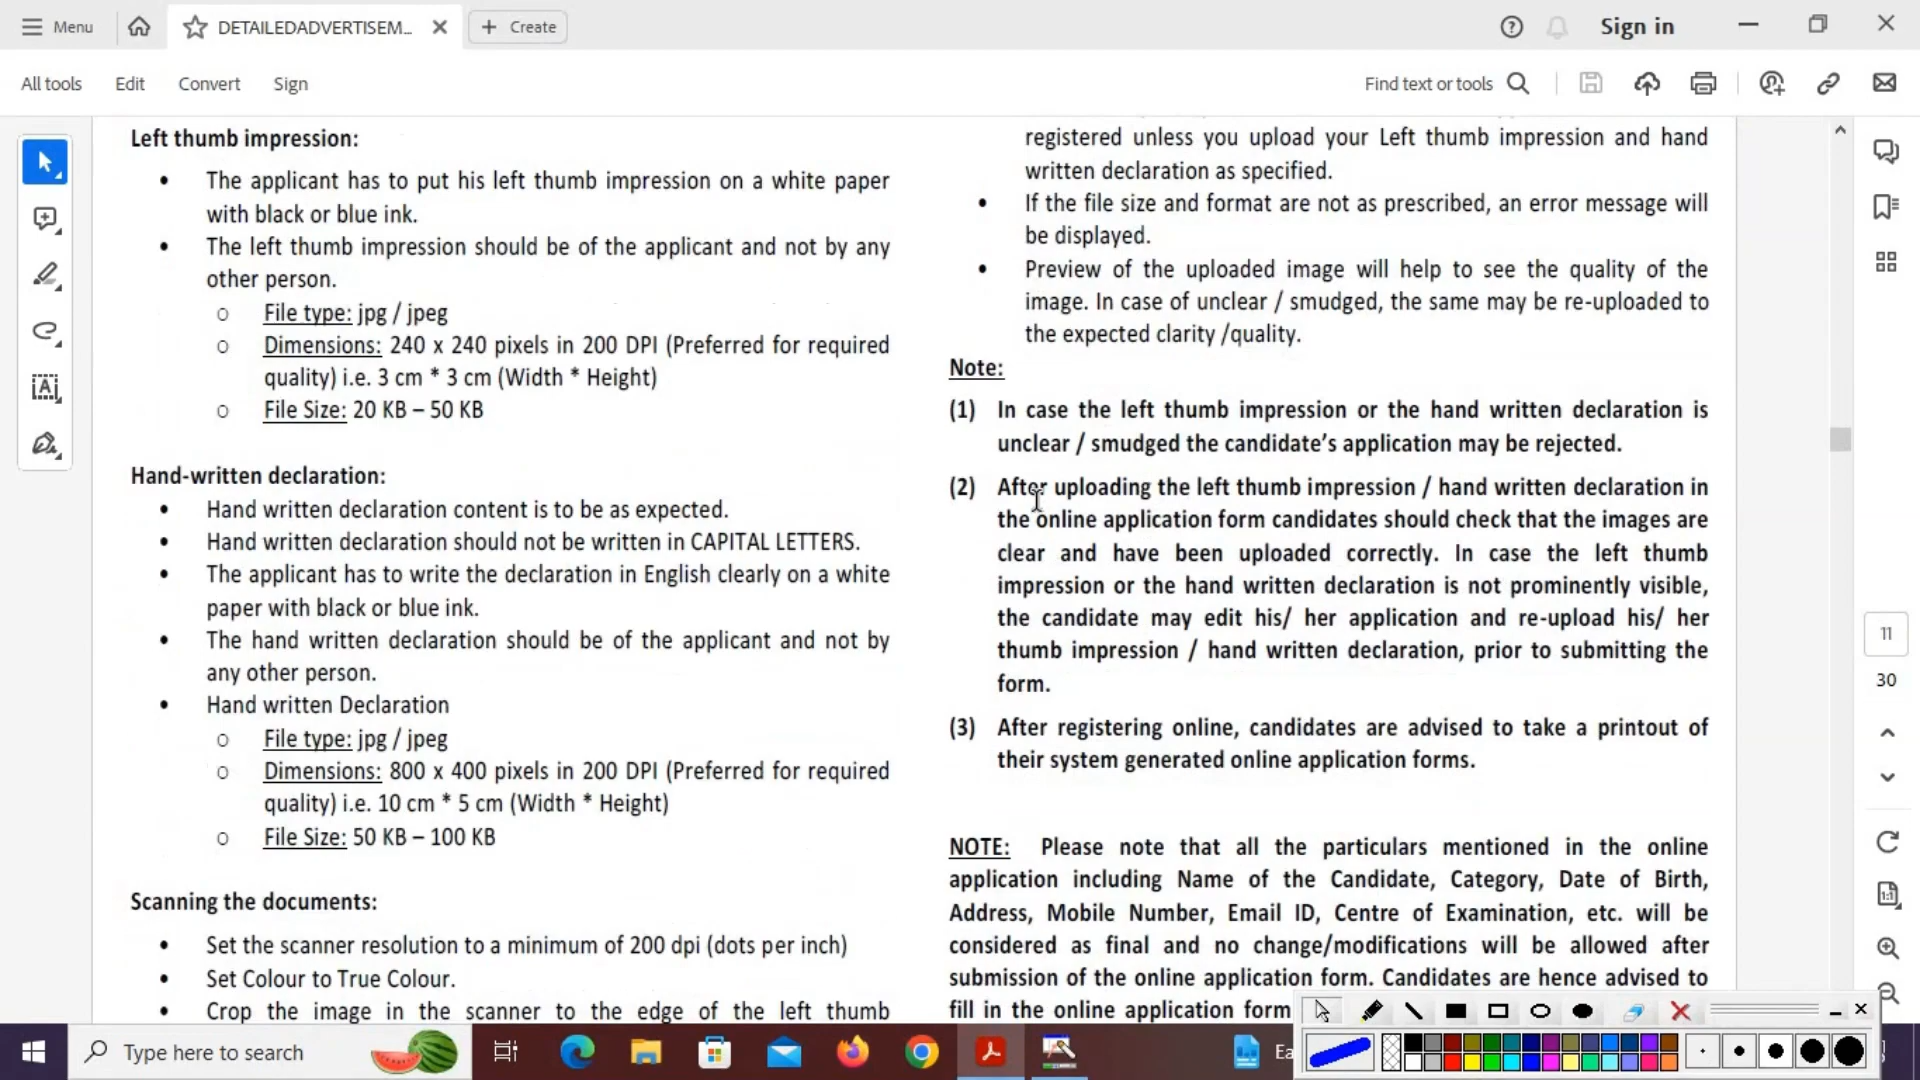 Menu
DETAILEDADVERTISEM...
Create
Sign in
All tools
Edit
Convert
Sign
Find text or tools
Left thumb impression:
• The applicant has to put his left thumb impression on a white paper
with black or blue ink.
• The left thumb impression should be of the applicant and not by any
other person.
o File type: jpg / jpeg
o Dimensions: 240 x 240 pixels in 200 DPI (Preferred for required
quality) i.e. 3 cm * 3 cm (Width * Height)
o File Size: 20 KB – 50 KB
Hand-written declaration:
• Hand written declaration content is to be as expected.
• Hand written declaration should not be written in CAPITAL LETTERS.
• The applicant has to write the declaration in English clearly on a white
paper with black or blue ink.
• The hand written declaration should be of the applicant and not by
any other person.
• Hand written Declaration
o File type: jpg / jpeg
o Dimensions: 800 x 400 pixels in 200 DPI (Preferred for required
quality) i.e. 10 cm * 5 cm (Width * Height)
o File Size: 50 KB – 100 KB
Scanning the documents:
• Set the scanner resolution to a minimum of 200 dpi (dots per inch)
• Set Colour to True Colour.
• Crop the image in the scanner to the edge of the left thumb
registered unless you upload your Left thumb impression and hand
written declaration as specified.
• If the file size and format are not as prescribed, an error message will
be displayed.
• Preview of the uploaded image will help to see the quality of the
image. In case of unclear / smudged, the same may be re-uploaded to
the expected clarity /quality.
Note:
(1) In case the left thumb impression or the hand written declaration is
unclear / smudged the candidate's application may be rejected.
(2) After uploading the left thumb impression / hand written declaration in
the online application form candidates should check that the images are
clear and have been uploaded correctly. In case the left thumb
impression or the hand written declaration is not prominently visible,
the candidate may edit his/ her application and re-upload his/ her
thumb impression / hand written declaration, prior to submitting the
form.
(3) After registering online, candidates are advised to take a printout of
their system generated online application forms.
NOTE: Please note that all the particulars mentioned in the online
application including Name of the Candidate, Category, Date of Birth,
Address, Mobile Number, Email ID, Centre of Examination, etc. will be
considered as final and no change/modifications will be allowed after
submission of the online application form. Candidates are hence advised to
fill in the online application form
11
30
Type here to search
Ea